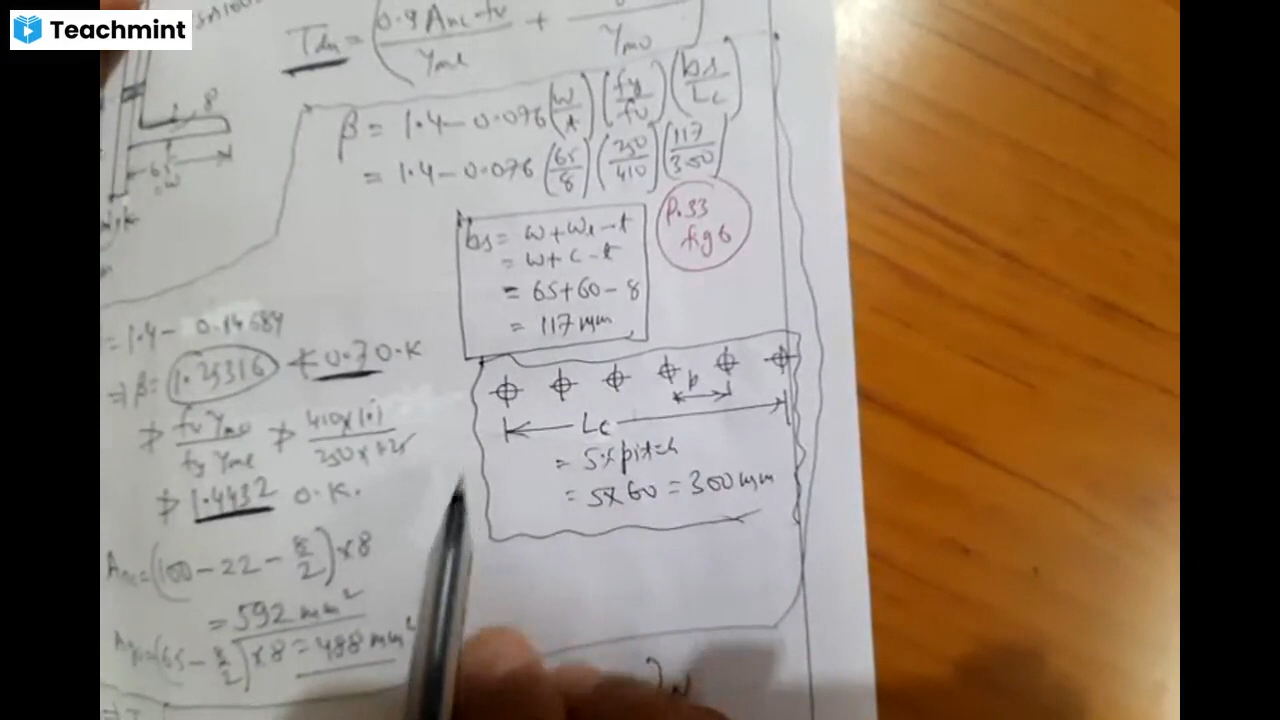 Teachmint
Tdn = (0.9 Anc fu / γm1 + / γm0)
β = 1.4 - 0.076 (w/t) (fy/fu) (bs/Lc)
= 1.4 - 0.076 (65/8) (250/410) (117/300)
P.33
fig 6
bs = w + w1 - t
= w + c - t
= 65 + 60 - 8
= 117 mm
8
65
w
= 1.4 - 0.14684
⇒ β = 1.25316 ≮ 0.7 O.K
≯ fu γm0 / fy γm1 ≯ 410 × 1.1 / 250 × 1.25
≯ 1.4432 O.K.
p
Lc
= 5 × pitch
= 5 × 60 = 300 mm
Anc = (100 - 22 - 8/2) × 8
= 592 mm²
Ago = (65 - 8/2) × 8 = 488 mm²